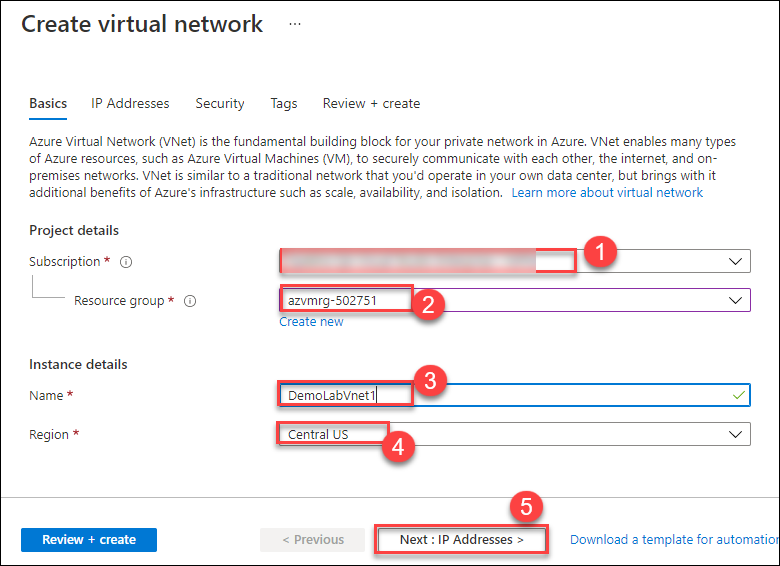 Create virtual network ...
Basics IP Addresses Security Tags Review + create
Azure Virtual Network (VNet) is the fundamental building block for your private network in Azure. VNet enables many types
of Azure resources, such as Azure Virtual Machines (VM), to securely communicate with each other, the internet, and on-
premises networks. VNet is similar to a traditional network that you'd operate in your own data center, but brings with it
additional benefits of Azure's infrastructure such as scale, availability, and isolation. Learn more about virtual network
Project details
Subscription * 1
Resource group * azvmrg-502751 2
Create new
Instance details
Name * DemoLabVnet1 3
Region * Central US 4
5
Review + create < Previous Next : IP Addresses > Download a template for automation